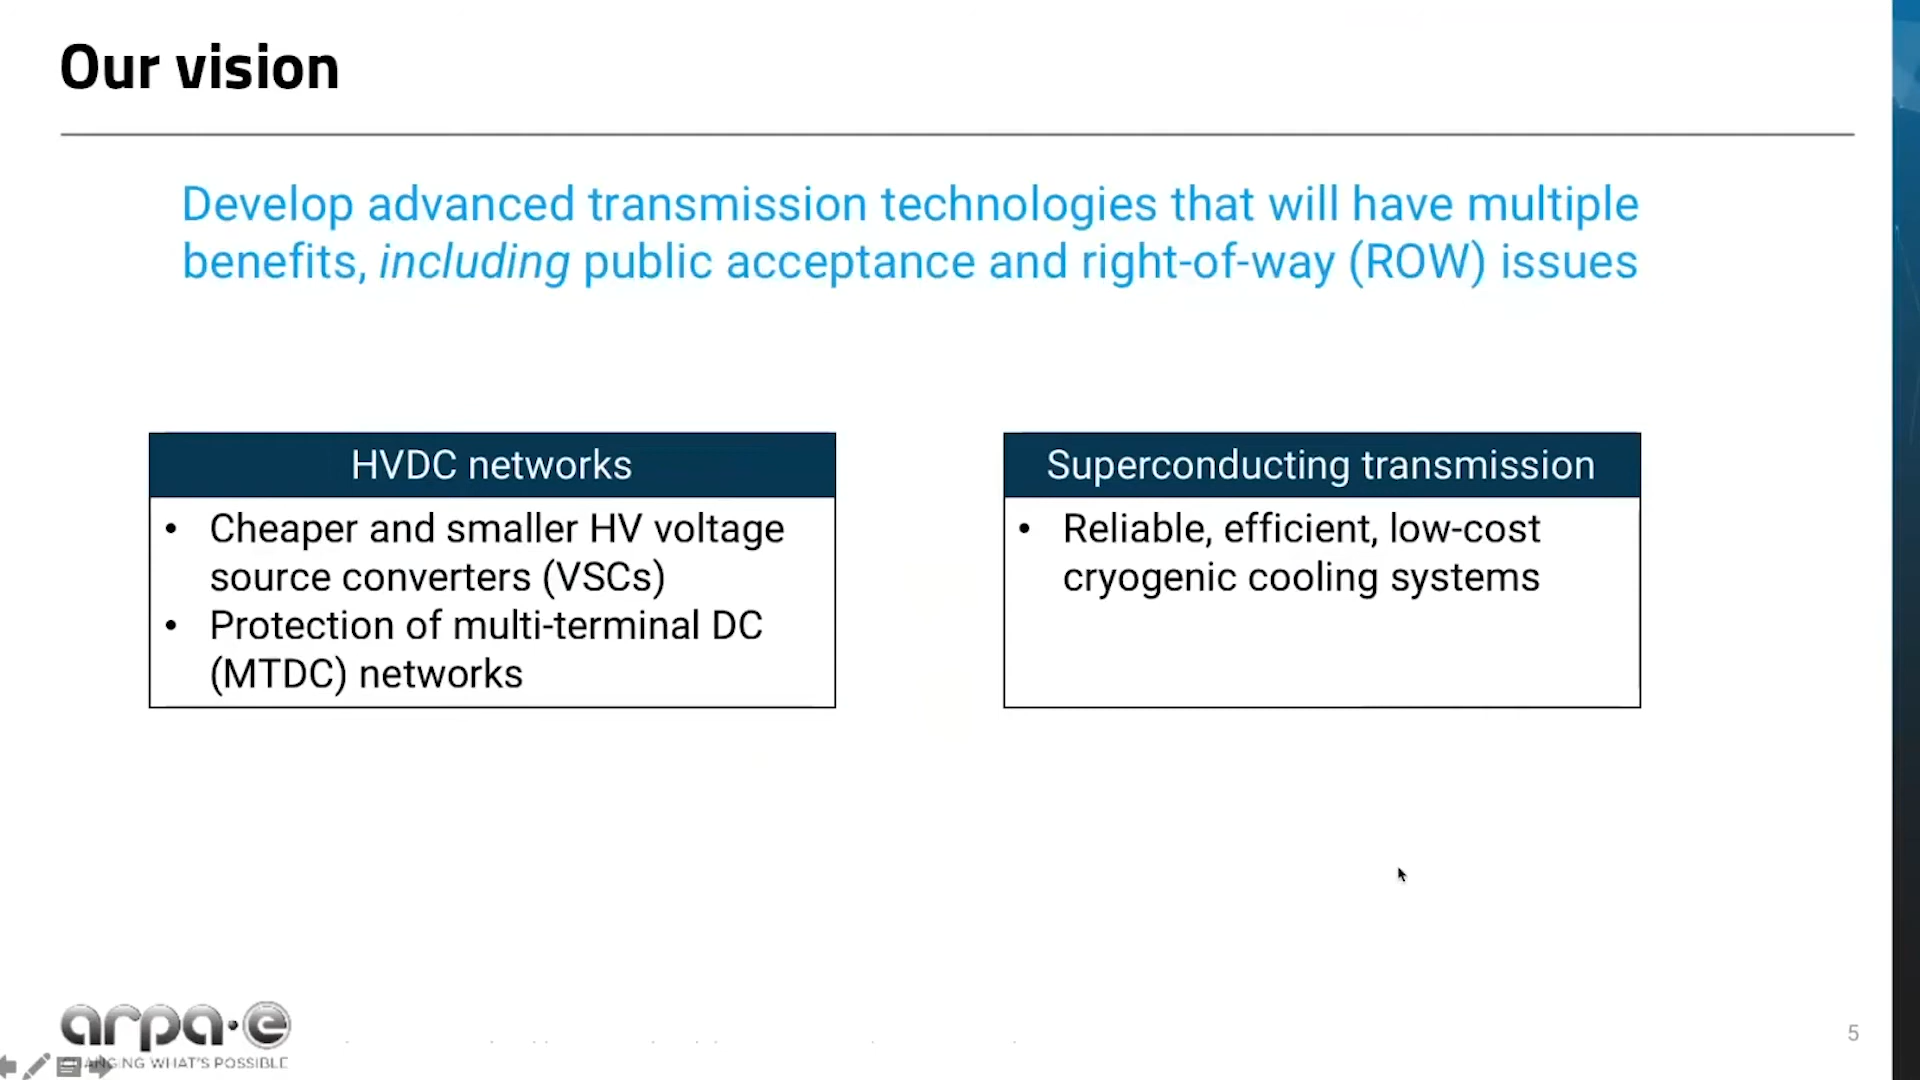 Our vision
Develop advanced transmission technologies that will have multiple
benefits, including public acceptance and right-of-way (ROW) issues
HVDC networks
• Cheaper and smaller HV voltage
source converters (VSCs)
• Protection of multi-terminal DC
(MTDC) networks
Superconducting transmission
• Reliable, efficient, low-cost
cryogenic cooling systems
arpa·e
CHANGING WHAT'S POSSIBLE
5